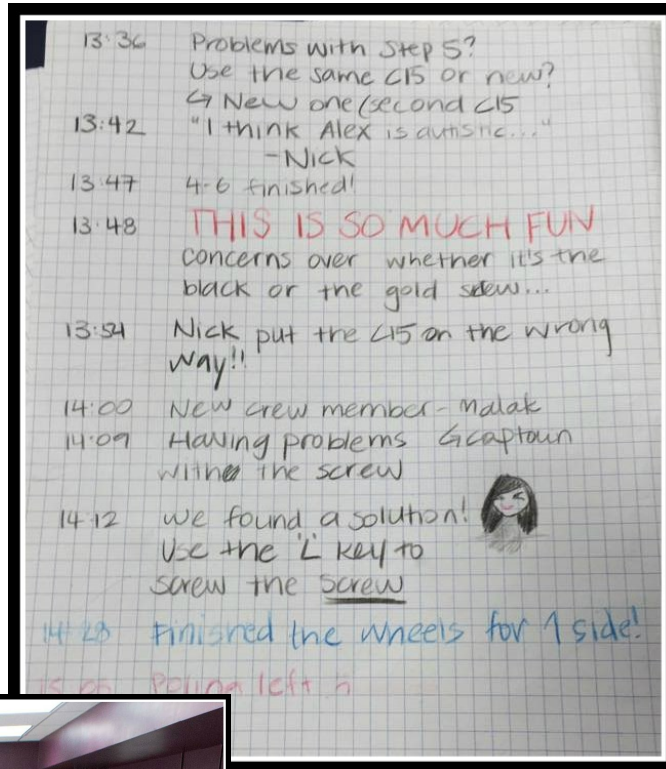 13:36 Problems with Step 5?
Use the same C15 or new?
↳ New one (second C15
13:42 "I think Alex is autistic..."
-Nick
13:47 4-6 finished!
13:48 THIS IS SO MUCH FUN
concerns over whether it's the
black or the gold screw...
13:54 Nick put the C15 on the wrong
way!!
14:00 New crew member - Malak
14:09 Having problems ↳ captoun
with the screw
14:12 we found a solution!
Use the 'L' key to
screw the screw
14:28 Finished the wheels for 1 side!
left